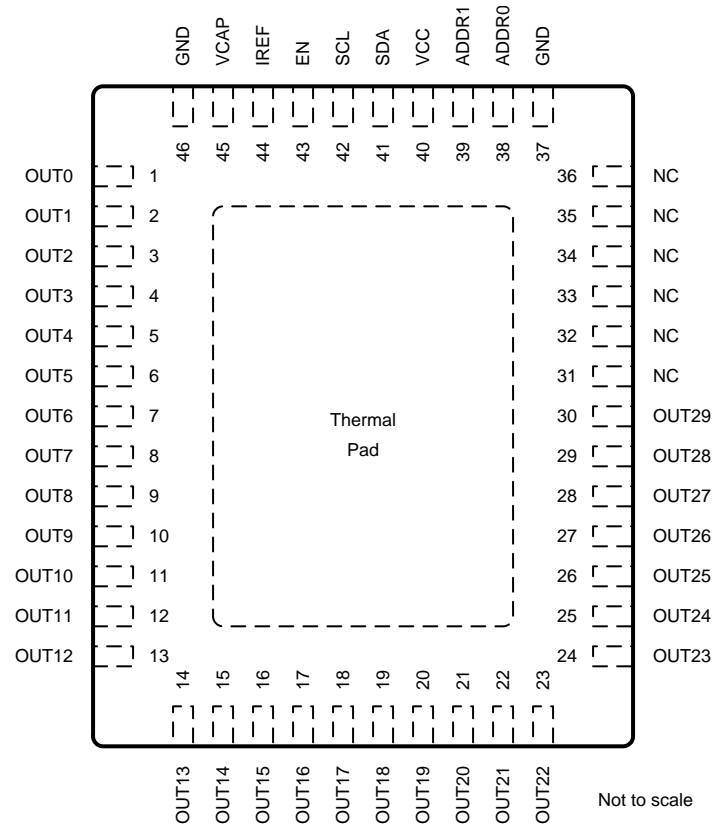 GND VCAP IREF EN SCL SDA VCC ADDR1 ADDR0 GND
46 45 44 43 42 41 40 39 38 37
OUT0 1 36 NC
OUT1 2 35 NC
OUT2 3 34 NC
OUT3 4 33 NC
OUT4 5 32 NC
OUT5 6 31 NC
OUT6 7 30 OUT29
Thermal
OUT7 8 29 OUT28
Pad
OUT8 9 28 OUT27
OUT9 10 27 OUT26
OUT10 11 26 OUT25
OUT11 12 25 OUT24
OUT12 13 24 OUT23
14 15 16 17 18 19 20 21 22 23
OUT13 OUT14 OUT15 OUT16 OUT17 OUT18 OUT19 OUT20 OUT21 OUT22
Not to scale